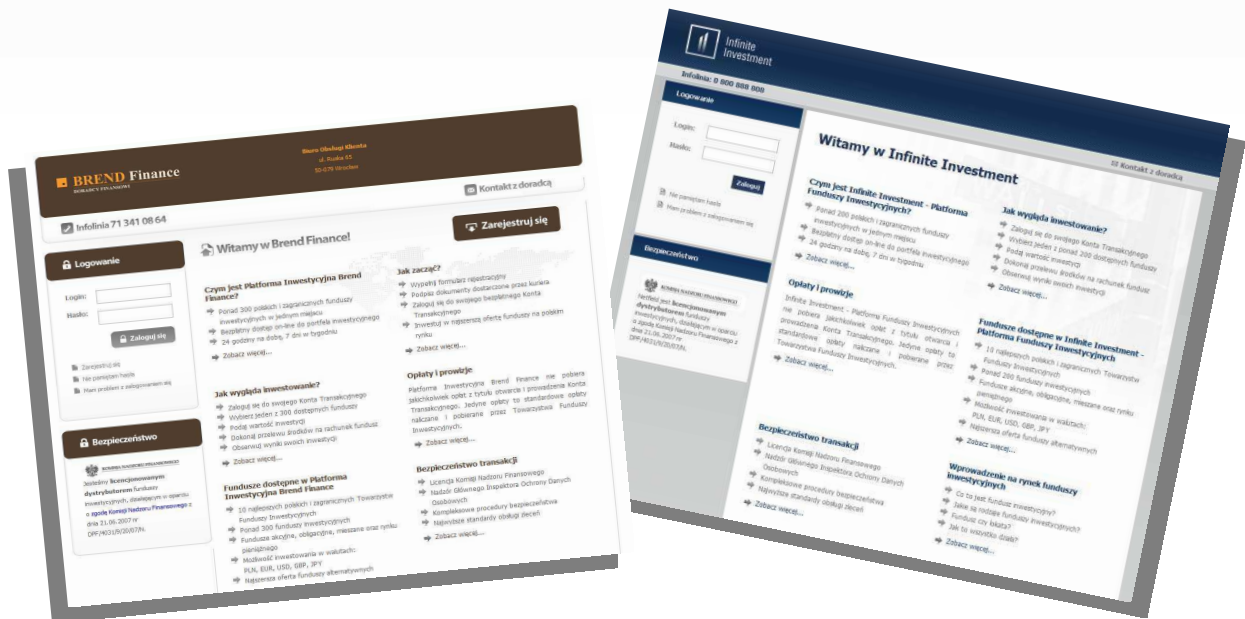 BREND Finance
DORADCY FINANSOWI
Biuro Obsługi Klienta
ul. Ruska 55
50-079 Wrocław
Infolinia 71 341 08 64
Kontakt z doradcą
Logowanie
Login:
Hasło:
Zaloguj się
Zarejestruj się
Nie pamiętam hasła
Mam problem z zalogowaniem się
Bezpieczeństwo
KOMISJA NADZORU FINANSOWEGO
Jesteśmy licencjonowanym
dystrybutorem funduszy
inwestycyjnych, działającym w oparciu
o zgodę Komisji Nadzoru Finansowego z
dnia 21.06.2007 nr
DPF/4031/9/20/07/N.
Witamy w Brend Finance!
Zarejestruj się
Czym jest Platforma Inwestycyjna Brend
Finance?
Ponad 300 polskich i zagranicznych funduszy
inwestycyjnych w jednym miejscu
Bezpłatny dostęp on-line do portfela inwestycyjnego
24 godziny na dobę, 7 dni w tygodniu
Zobacz więcej...
Jak wygląda inwestowanie?
Zaloguj się do swojego Konta Transakcyjnego
Wybierz jeden z 300 dostępnych funduszy
Podaj wartość inwestycji
Dokonaj przelewu środków na rachunek fundusz
Obserwuj wyniki swoich inwestycji
Zobacz więcej...
Fundusze dostępne w Platforma
Inwestycyjna Brend Finance
10 najlepszych polskich i zagranicznych Towarzystw
Funduszy Inwestycyjnych
Ponad 300 funduszy inwestycyjnych
Fundusze akcyjne, obligacyjne, mieszane oraz rynku
pieniężnego
Możliwość inwestowania w walutach:
PLN, EUR, USD, GBP, JPY
Najszersza oferta funduszy alternatywnych
Jak zacząć?
Wypełnij formularz rejestracyjny
Podpisz dokumenty dostarczone przez kuriera
Zaloguj się do swojego bezpłatnego Konta
Transakcyjnego
Inwestuj w najszerszą ofertę funduszy na polskim
rynku
Zobacz więcej...
Opłaty i prowizje
Platforma Inwestycyjna Brend Finance nie pobiera
jakichkolwiek opłat z tytułu otwarcia i prowadzenia Konta
Transakcyjnego. Jedyne opłaty to standardowe opłaty
naliczane i pobierane przez Towarzystwa Funduszy
Inwestycyjnych.
Zobacz więcej...
Bezpieczeństwo transakcji
Licencja Komisji Nadzoru Finansowego
Nadzór Głównego Inspektora Ochrony Danych
Osobowych
Kompleksowe procedury bezpieczeństwa
Najwyższe standardy obsługi zleceń
Zobacz więcej...
Infinite
Investment
Infolinia: 0 800 888 808
Kontakt z doradcą
Logowanie
Login:
Hasło:
Zaloguj
Nie pamiętam hasła
Mam problem z zalogowaniem się
Bezpieczeństwo
KOMISJA NADZORU FINANSOWEGO
Netfield jest licencjonowanym
dystrybutorem funduszy
inwestycyjnych, działającym w oparciu
o zgodę Komisji Nadzoru Finansowego z
dnia 21.06.2007 nr
DPF/4031/9/20/07/N.
Witamy w Infinite Investment
Czym jest Infinite Investment - Platforma
Funduszy Inwestycyjnych?
Ponad 200 polskich i zagranicznych funduszy
inwestycyjnych w jednym miejscu
Bezpłatny dostęp on-line do portfela inwestycyjnego
24 godziny na dobę, 7 dni w tygodniu
Zobacz więcej...
Opłaty i prowizje
Infinite Investment - Platforma Funduszy Inwestycyjnych
nie pobiera jakichkolwiek opłat z tytułu otwarcia i
prowadzenia Konta Transakcyjnego. Jedyne opłaty to
standardowe opłaty naliczane i pobierane przez
Towarzystwa Funduszy Inwestycyjnych.
Zobacz więcej...
Bezpieczeństwo transakcji
Licencja Komisji Nadzoru Finansowego
Nadzór Głównego Inspektora Ochrony Danych
Osobowych
Kompleksowe procedury bezpieczeństwa
Najwyższe standardy obsługi zleceń
Zobacz więcej...
Jak wygląda inwestowanie?
Zaloguj się do swojego Konta Transakcyjnego
Wybierz jeden z ponad 200 dostępnych funduszy
Podaj wartość inwestycji
Dokonaj przelewu środków na rachunek fundusz
Obserwuj wyniki swoich inwestycji
Zobacz więcej...
Fundusze dostępne w Infinite Investment -
Platforma Funduszy Inwestycyjnych
10 najlepszych polskich i zagranicznych Towarzystw
Funduszy Inwestycyjnych
Ponad 200 funduszy inwestycyjnych
Fundusze akcyjne, obligacyjne, mieszane oraz rynku
pieniężnego
Możliwość inwestowania w walutach:
PLN, EUR, USD, GBP, JPY
Najszersza oferta funduszy alternatywnych
Zobacz więcej...
Wprowadzenie na rynek funduszy
inwestycyjnych
Co to jest fundusz inwestycyjny?
Jakie są rodzaje funduszy inwestycyjnych?
Fundusz czy lokata?
Jak to wszystko działa?
Zobacz więcej...